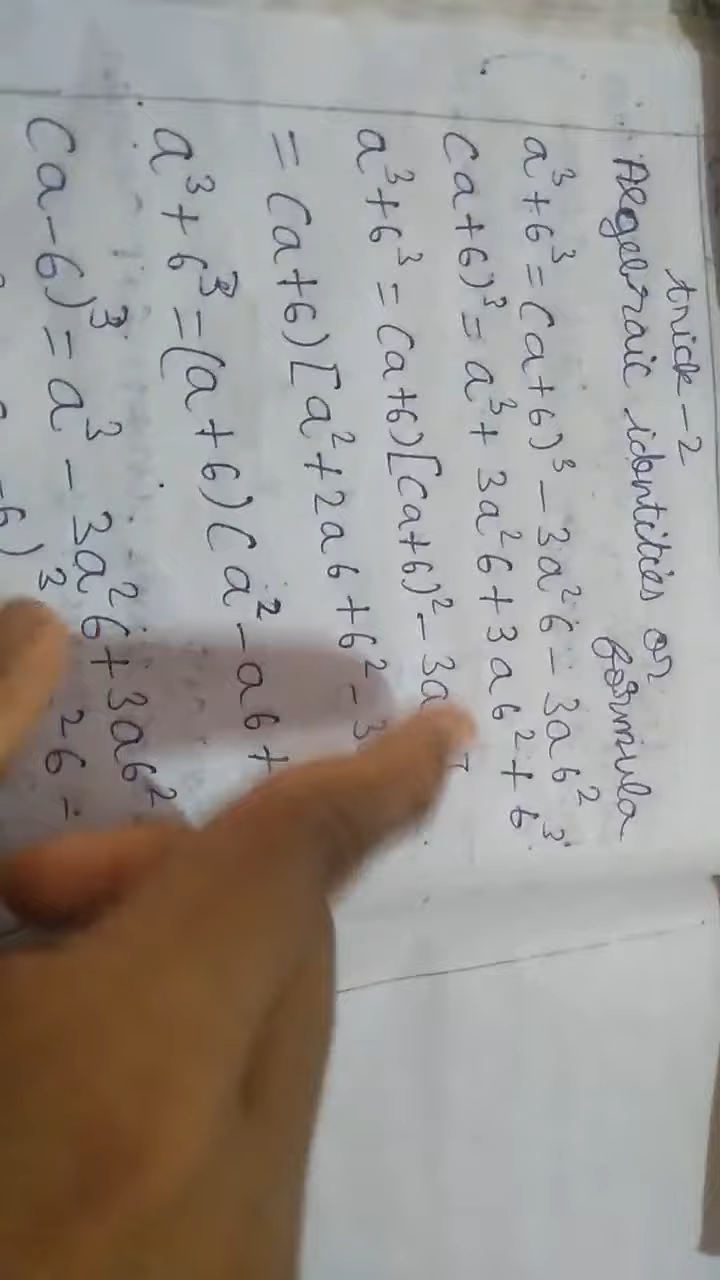 trick-2
Algebraic identities or formula
a³+b³=(a+b)³-3a²b-3ab²
(a+b)³=a³+3a²b+3ab²+b³
a³+b³=(a+b)[(a+b)²-3a
=(a+b)[a²+2ab+b²-3
a³+b³=(a+b)(a²-ab+
(a-b)³=a³-3a²b+3ab²